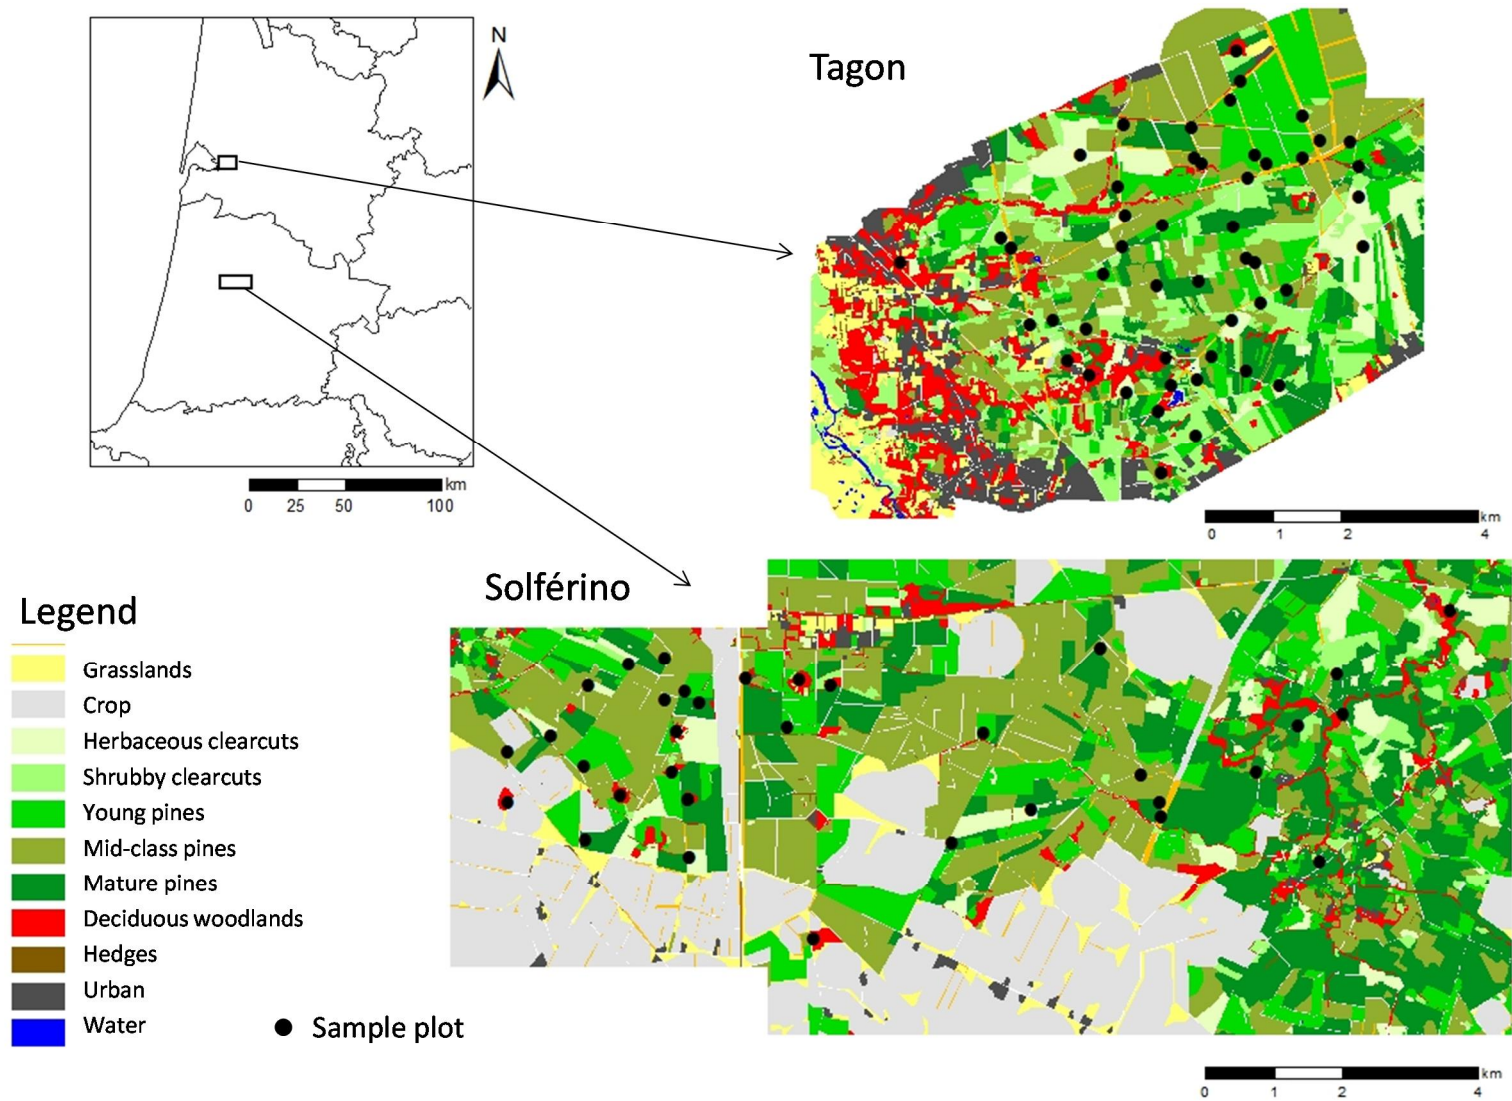 N
Tagon
km
0 25 50 100
km
0 1 2 4
Solférino
Legend
Grasslands
Crop
Herbaceous clearcuts
Shrubby clearcuts
Young pines
Mid-class pines
Mature pines
Deciduous woodlands
Hedges
Urban
Water
Sample plot
km
0 1 2 4